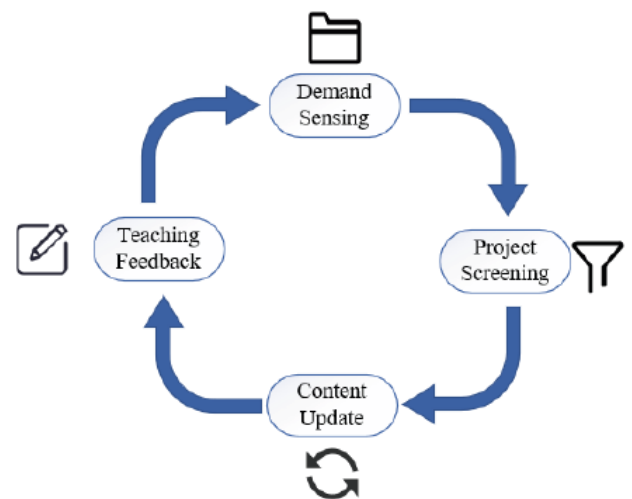 Demand
Sensing
Project
Screening
Content
Update
Teaching
Feedback